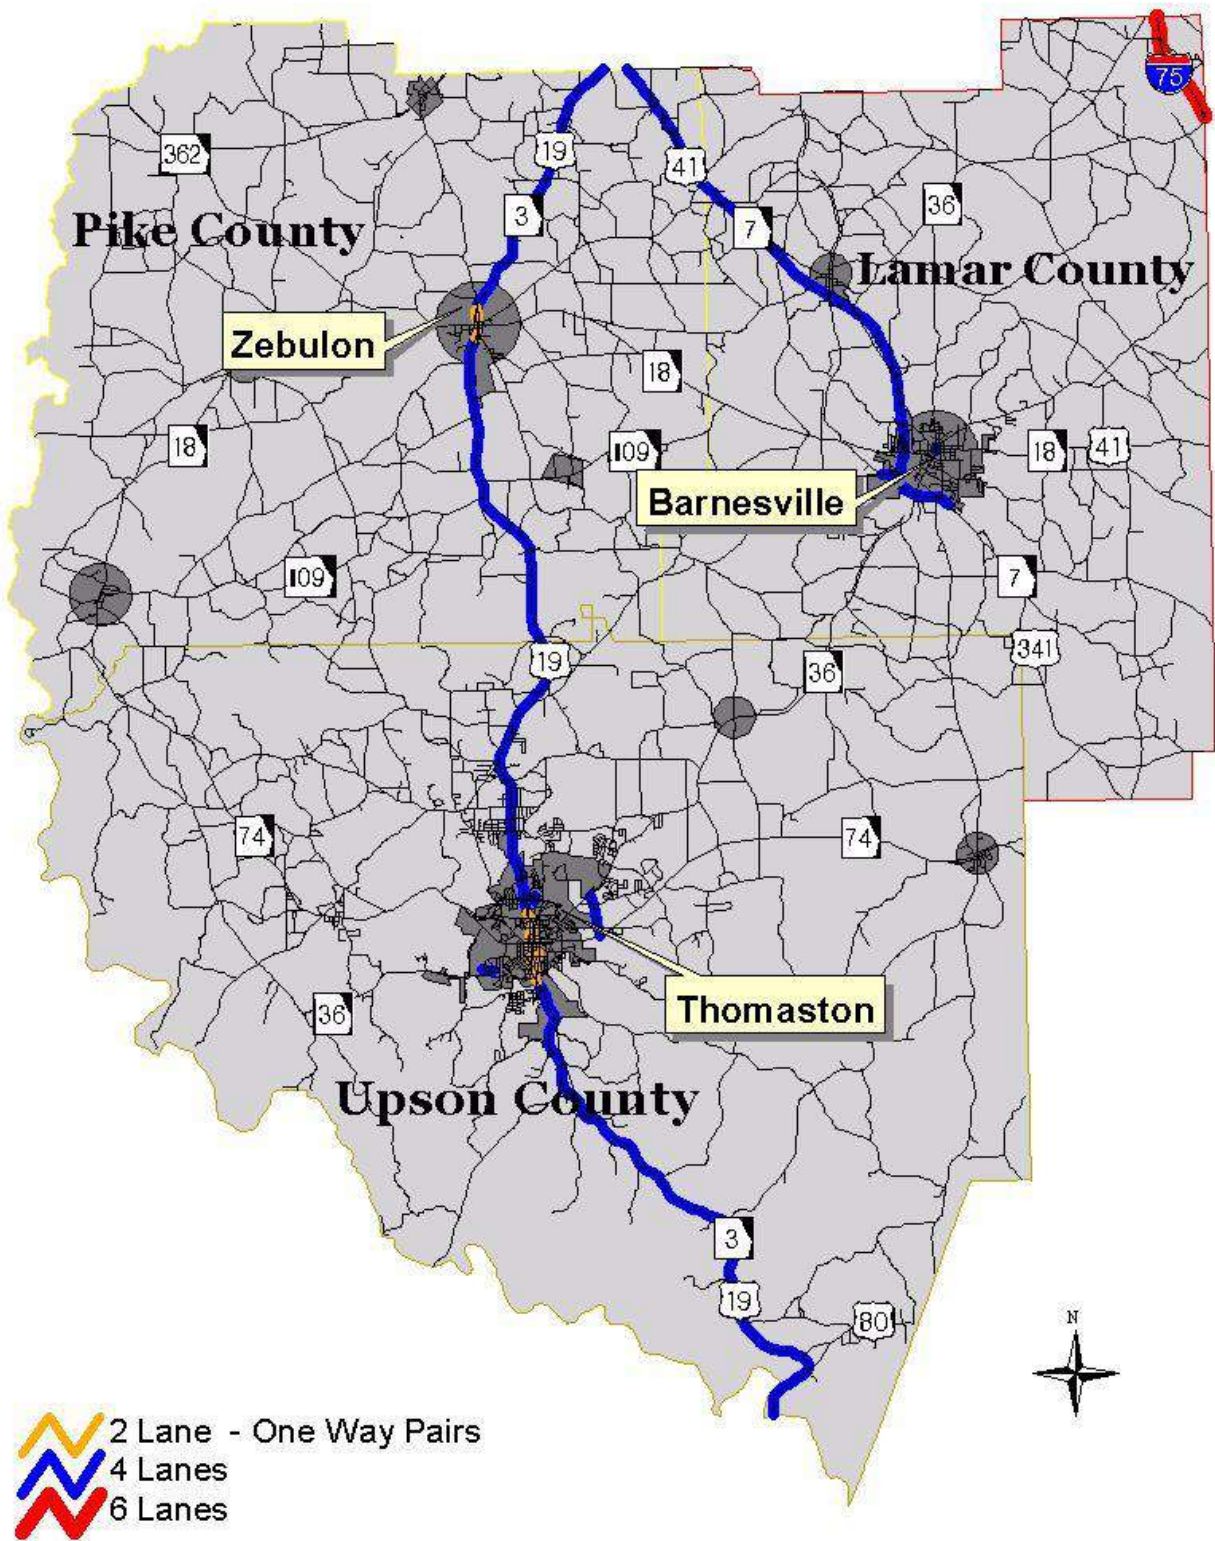 75
19
362
41
3
36
7
Pike County
Lamar County
Zebulon
18
18
109
18
41
Barnesville
109
7
19
341
36
74
74
Thomaston
36
Upson County
3
19
80
N
2 Lane - One Way Pairs
4 Lanes
6 Lanes